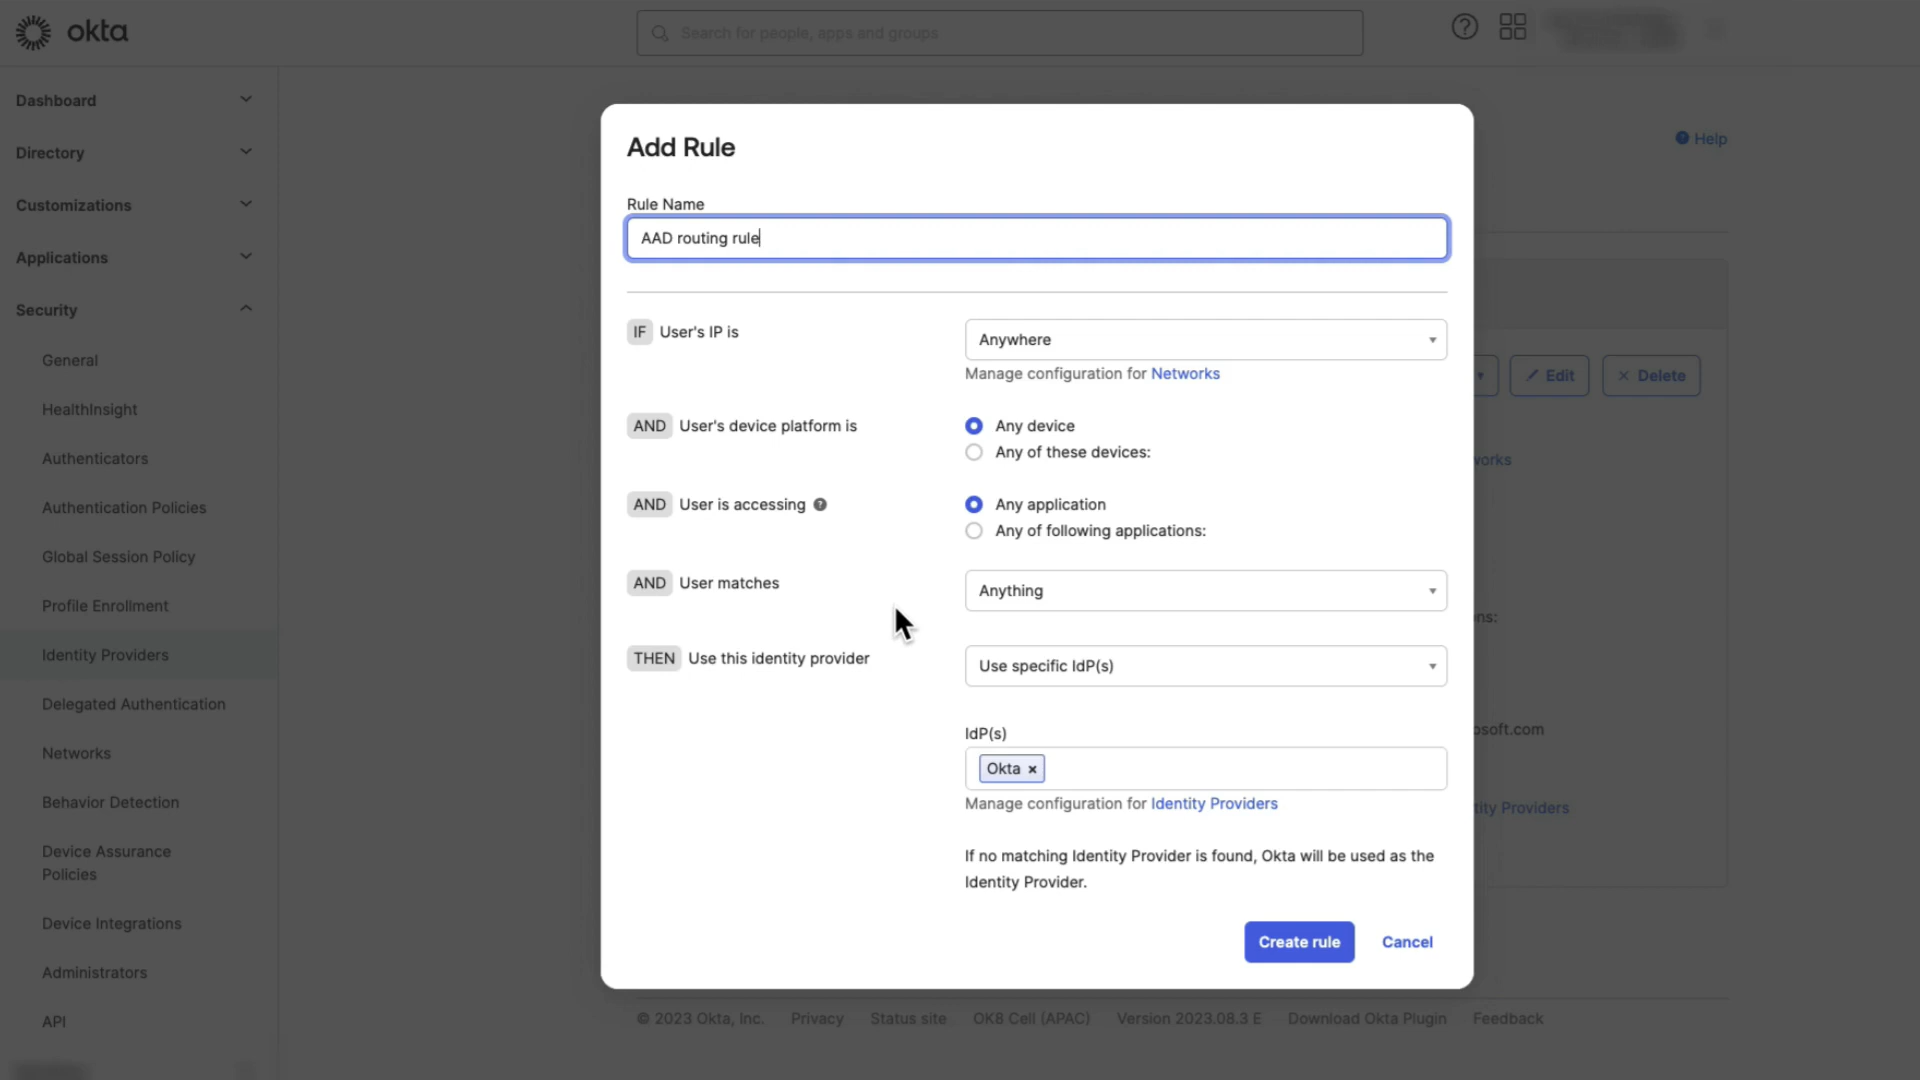 okta
Search for people, apps and groups
Dashboard
Directory
Customizations
Applications
Security
General
HealthInsight
Authenticators
Authentication Policies
Global Session Policy
Profile Enrollment
Identity Providers
Delegated Authentication
Networks
Behavior Detection
Device Assurance
Policies
Device Integrations
Administrators
API
Help
Edit
Delete
works
ns:
osoft.com
tity Providers
Add Rule
Rule Name
AAD routing rule
IF User's IP is
Anywhere
Manage configuration for Networks
AND User's device platform is
Any device
Any of these devices:
AND User is accessing
Any application
Any of following applications:
AND User matches
Anything
THEN Use this identity provider
Use specific IdP(s)
IdP(s)
Okta
Manage configuration for Identity Providers
If no matching Identity Provider is found, Okta will be used as the
Identity Provider.
Create rule Cancel
© 2023 Okta, Inc. Privacy Status site OK8 Cell (APAC) Version 2023.08.3 E Download Okta Plugin Feedback